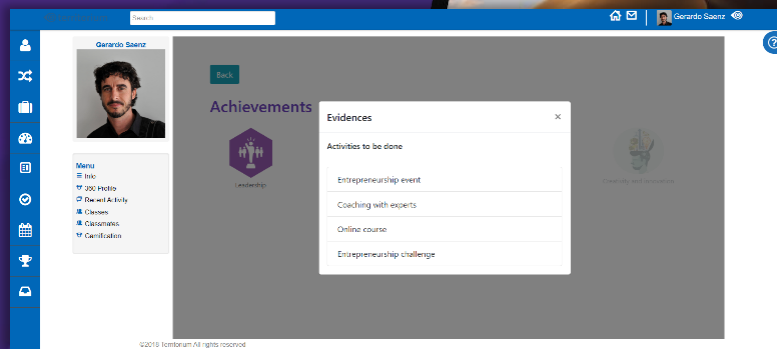 Search
Gerardo Saenz
Gerardo Saenz
Back
Achievements
Leadership
Evidences
×
Activities to be done
Entrepreneurship event
Coaching with experts
Online course
Entrepreneurship challenge
Creativity and Innovation
Menu
Info
360 Profile
Recent Activity
Classes
Classmates
Gamification
©2018 Territorium All rights reserved